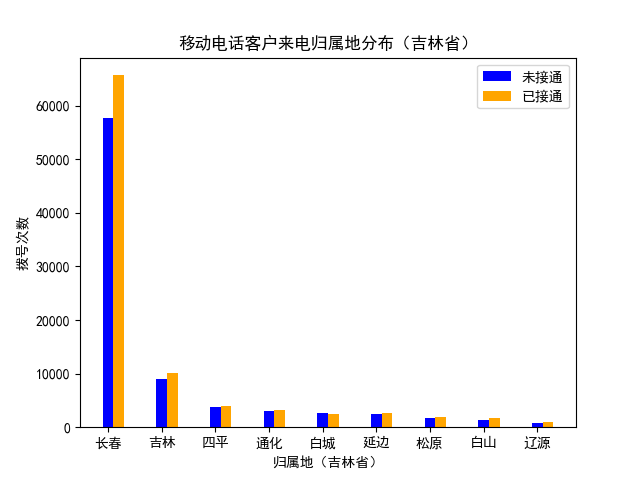 移动电话客户来电归属地分布（吉林省）
未接通
已接通
拨号次数
60000
50000
40000
30000
20000
10000
0
长春 吉林 四平 通化 白城 延边 松原 白山 辽源
归属地（吉林省）